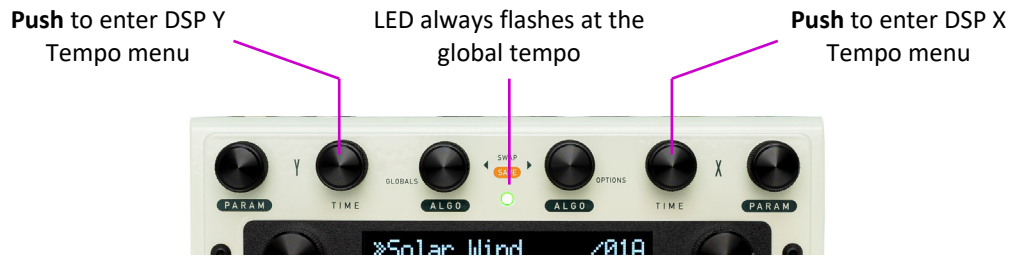 Push to enter DSP Y
Tempo menu
LED always flashes at the
global tempo
Push to enter DSP X
Tempo menu
SWAP
SAVE
Y
X
GLOBALS
OPTIONS
PARAM
TIME
ALGO
ALGO
TIME
PARAM
»Solar Wind /01A